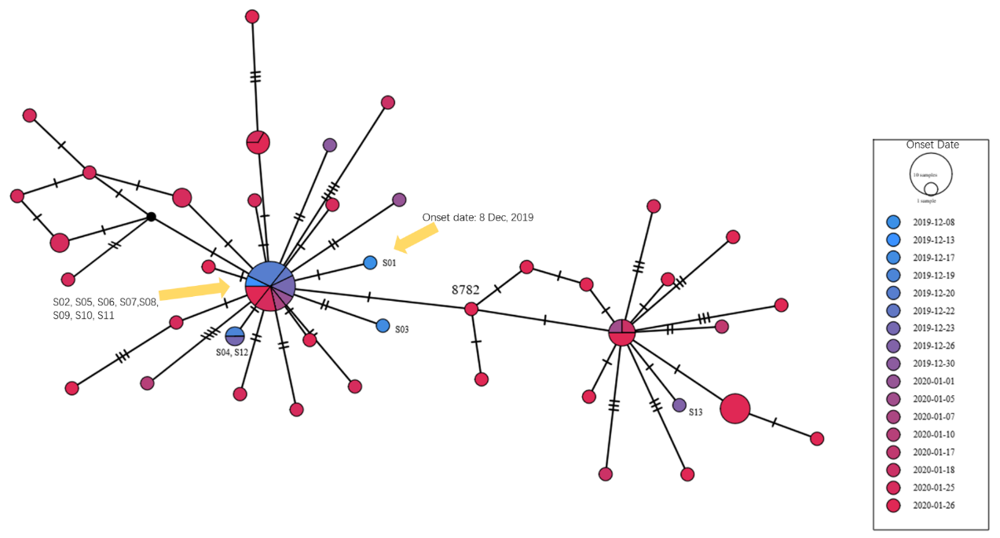 Onset Date
10 samples
1 sample
Onset date: 8 Dec, 2019
S01
8782
S02, S05, S06, S07,S08,
S09, S10, S11
S03
S04, S12
S13
2019-12-08
2019-12-13
2019-12-17
2019-12-19
2019-12-20
2019-12-22
2019-12-23
2019-12-26
2019-12-30
2020-01-01
2020-01-05
2020-01-07
2020-01-10
2020-01-17
2020-01-18
2020-01-25
2020-01-26